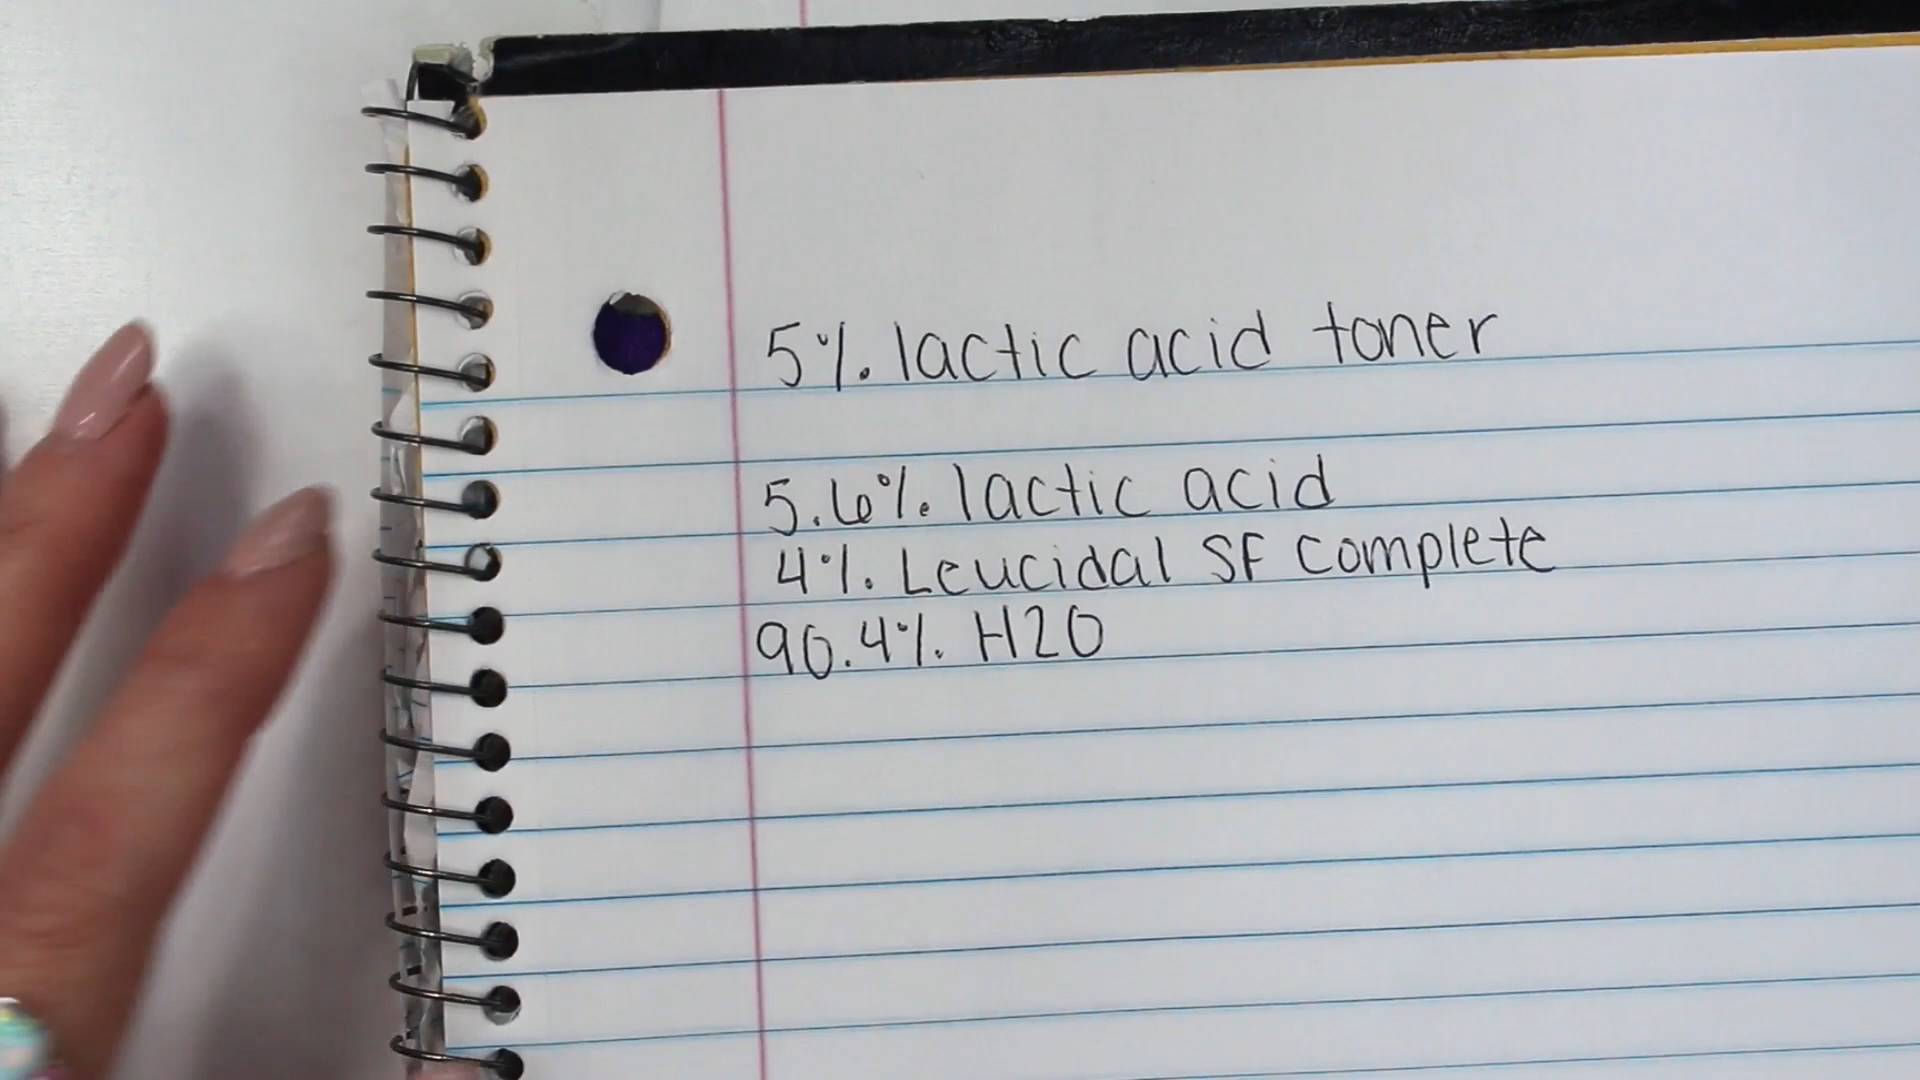 5% lactic acid toner
5.6% lactic acid
4% Leucidal SF complete
90.4% H2O